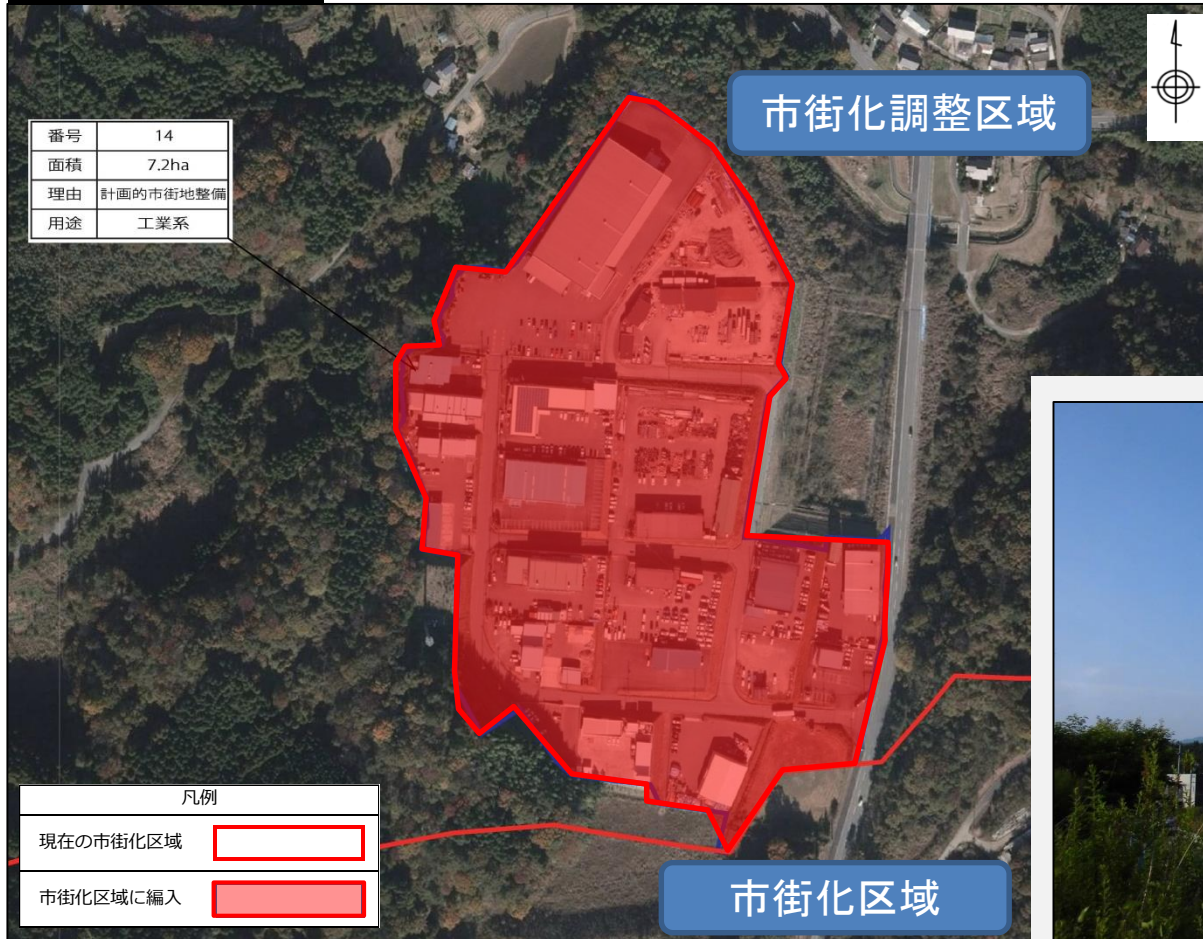 市街化調整区域
番号 14
面積 7.2ha
理由 計画的市街地整備
用途 工業系
凡例
現在の市街化区域
市街化区域に編入
市街化区域